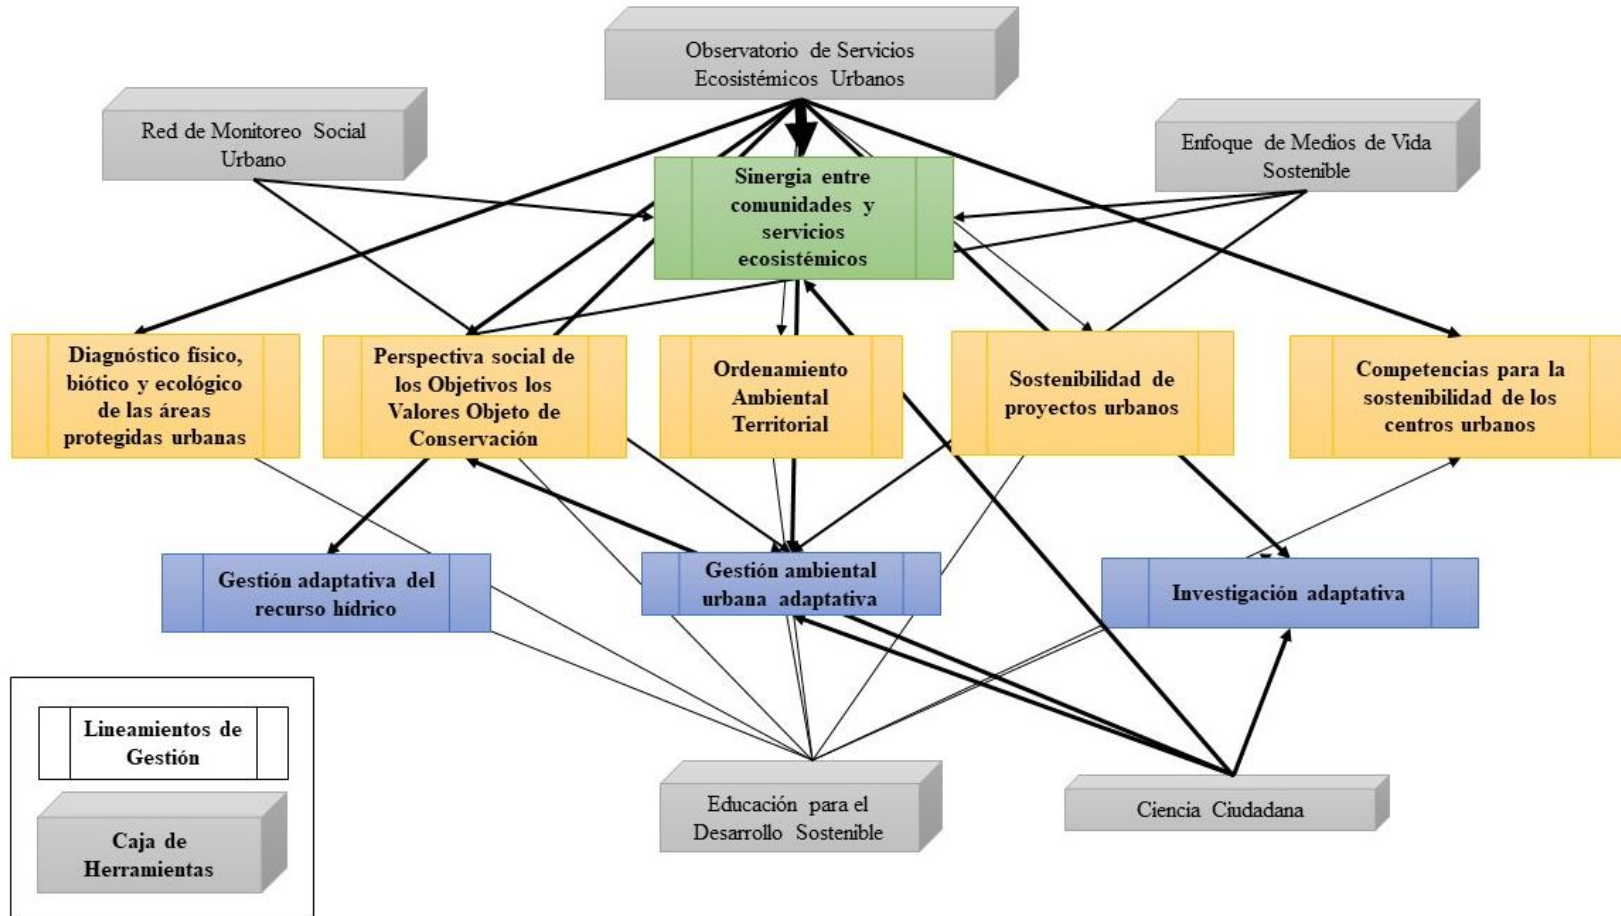 Observatorio de Servicios
Ecosistémicos Urbanos
Red de Monitoreo Social
Urbano
Enfoque de Medios de Vida
Sostenible
Sinergia entre
comunidades y
servicios
ecosistémicos
Diagnóstico físico,
biótico y ecológico
de las áreas
protegidas urbanas
Perspectiva social de
los Objetivos los
Valores Objeto de
Conservación
Ordenamiento
Ambiental
Territorial
Sostenibilidad de
proyectos urbanos
Competencias para la
sostenibilidad de los
centros urbanos
Gestión adaptativa del
recurso hídrico
Gestión ambiental
urbana adaptativa
Investigación adaptativa
Lineamientos de
Gestión
Caja de
Herramientas
Educación para el
Desarrollo Sostenible
Ciencia Ciudadana